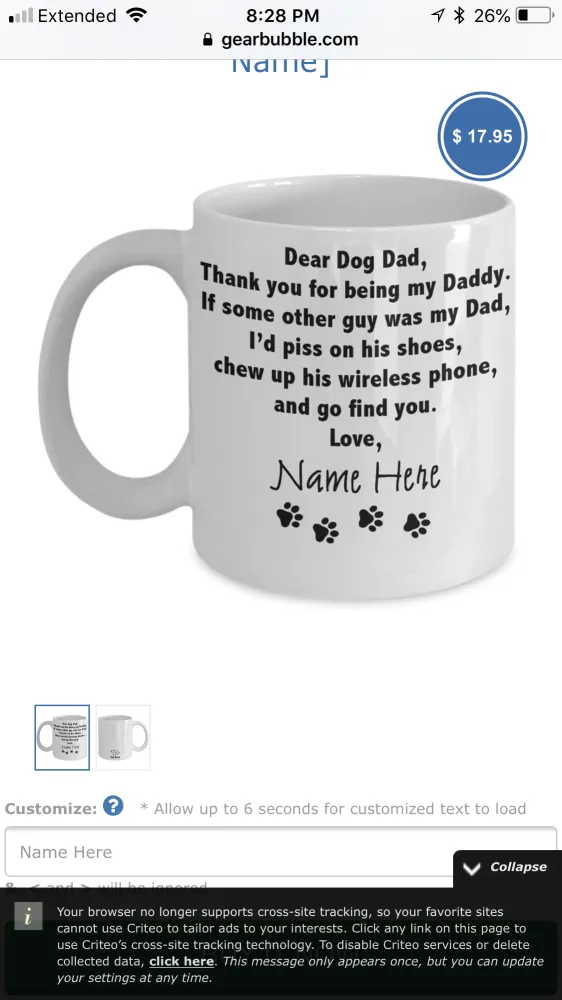 Extended 8:28 PM 26%
gearbubble.com
Name]
$ 17.95
Dear Dog Dad,
Thank you for being my Daddy.
If some other guy was my Dad,
I'd piss on his shoes,
chew up his wireless phone,
and go find you.
Love,
Name Here
Customize: ? * Allow up to 6 seconds for customized text to load
Name Here
Collapse
&, < and > will be ignored
i
Your browser no longer supports cross-site tracking, so your favorite sites
cannot use Criteo to tailor ads to your interests. Click any link on this page to
use Criteo's cross-site tracking technology. To disable Criteo services or delete
collected data, click here. This message only appears once, but you can update
your settings at any time.